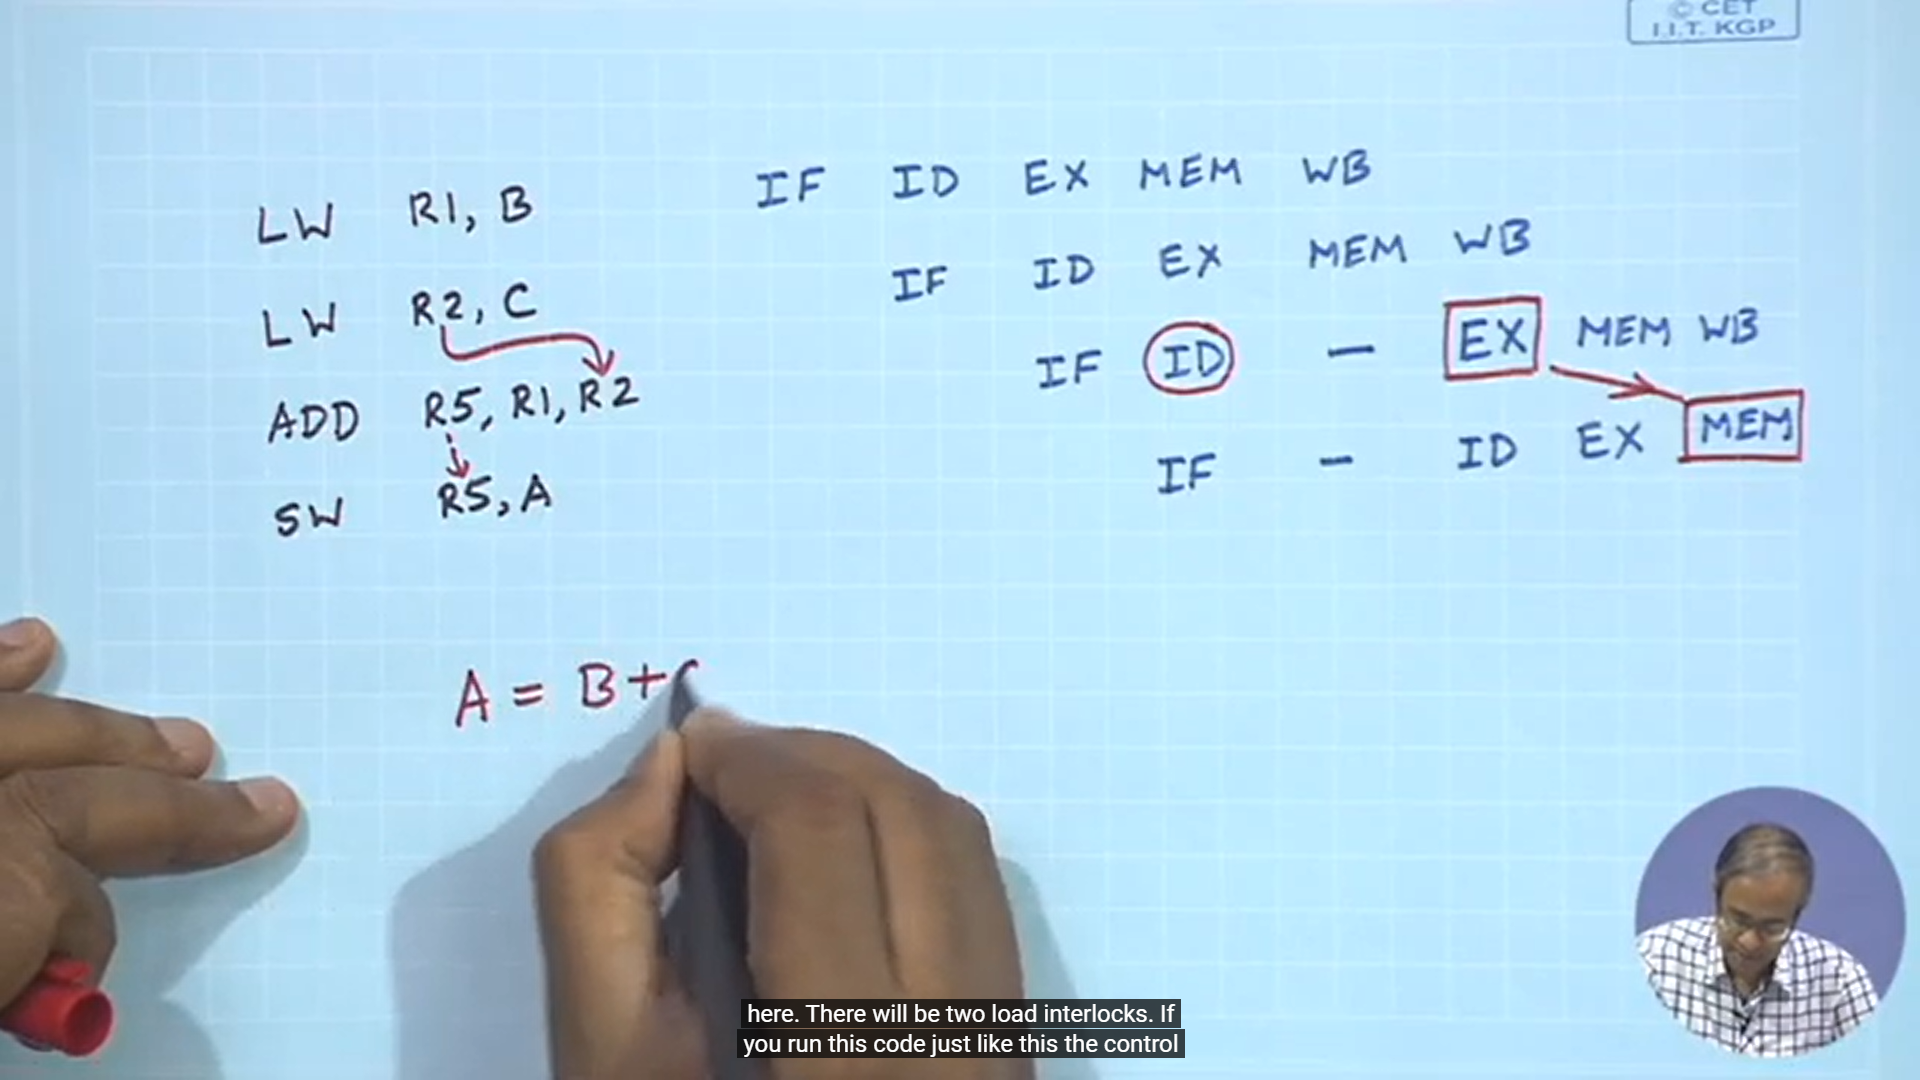 © CET
I.I.T. KGP
LW R1, B IF ID EX MEM WB
LW R2, C IF ID EX MEM WB
ADD R5, R1, R2 IF ID - EX MEM WB
SW R5, A IF - ID EX MEM
A = B +
here. There will be two load interlocks. If
you run this code just like this the control